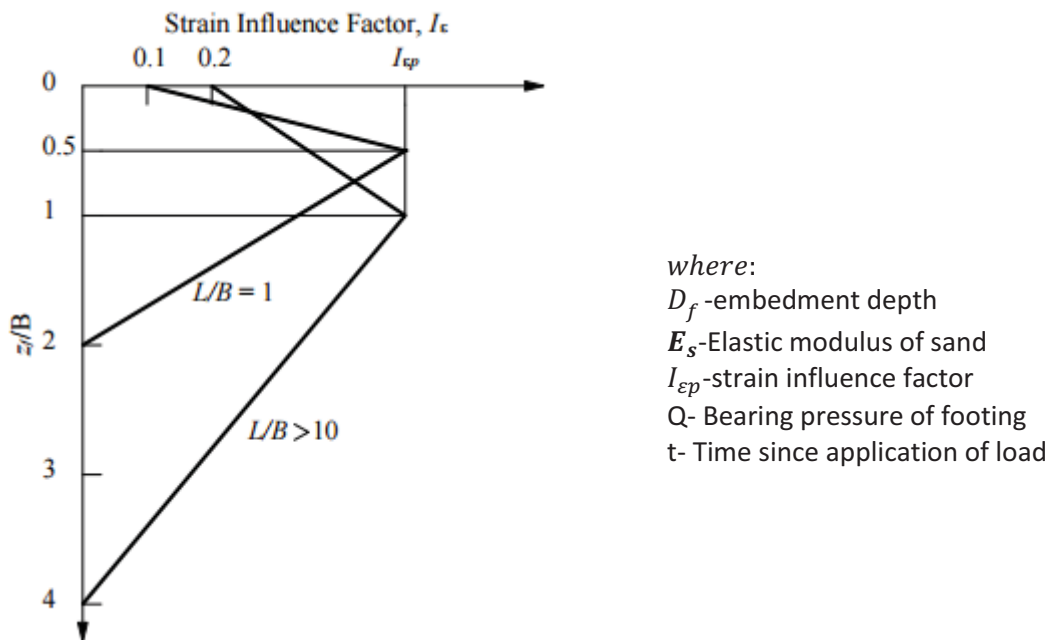 Strain Influence Factor, Iε
0.1 0.2 Iεp
0
0.5
1
2
3
4
zf/B
L/B = 1
L/B > 10
where:
Df -embedment depth
Es-Elastic modulus of sand
Iεp-strain influence factor
Q- Bearing pressure of footing
t- Time since application of load